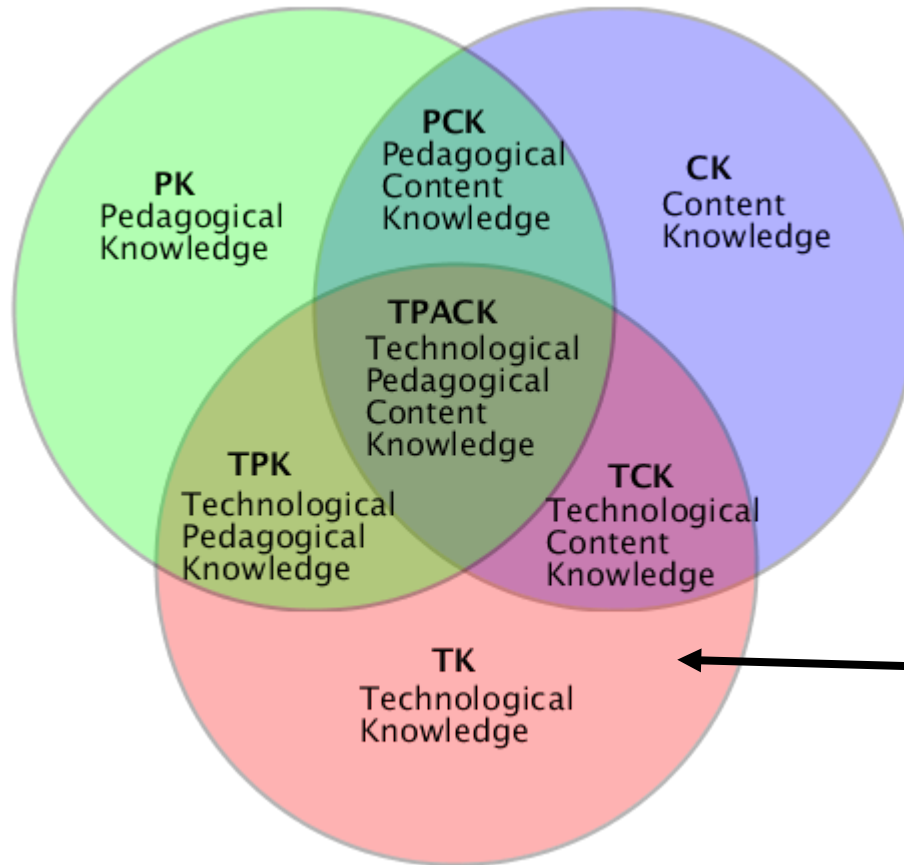 PCK
Pedagogical
Content
Knowledge
PK
Pedagogical
Knowledge
CK
Content
Knowledge
TPACK
Technological
Pedagogical
Content
Knowledge
TPK
Technological
Pedagogical
Knowledge
TCK
Technological
Content
Knowledge
TK
Technological
Knowledge